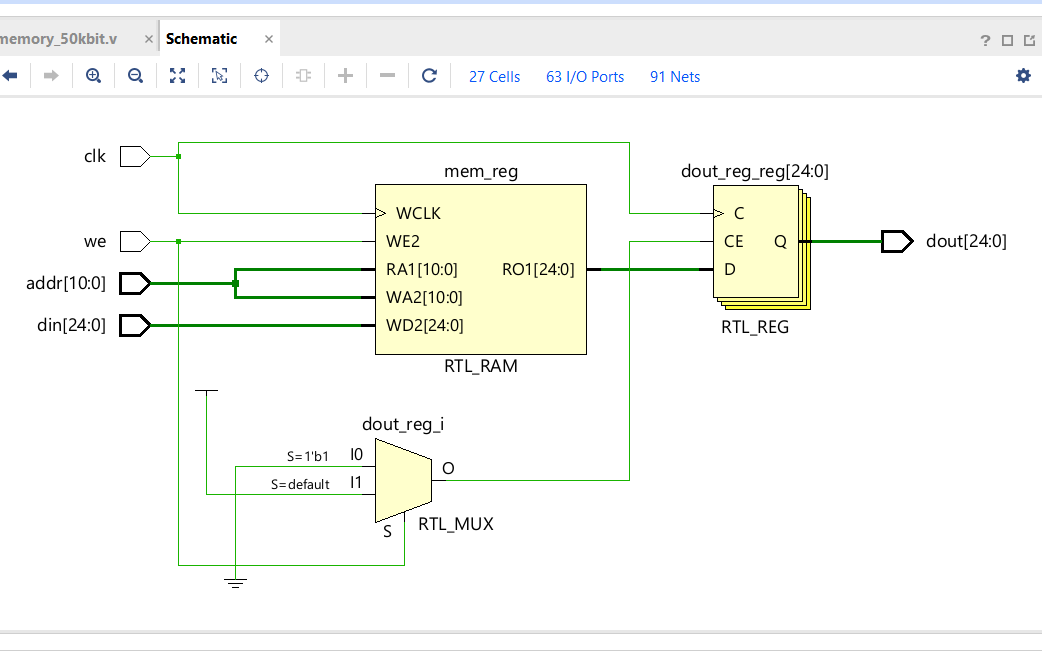 memory_50kbit.v × Schematic × ?
27 Cells 63 I/O Ports 91 Nets
clk
mem_reg
dout_reg_reg[24:0]
WCLK
C
we
WE2
CE Q
dout[24:0]
addr[10:0]
RA1[10:0] RO1[24:0]
D
WA2[10:0]
din[24:0]
WD2[24:0]
RTL_REG
RTL_RAM
dout_reg_i
S=1'b1 I0
O
S=default I1
S
RTL_MUX